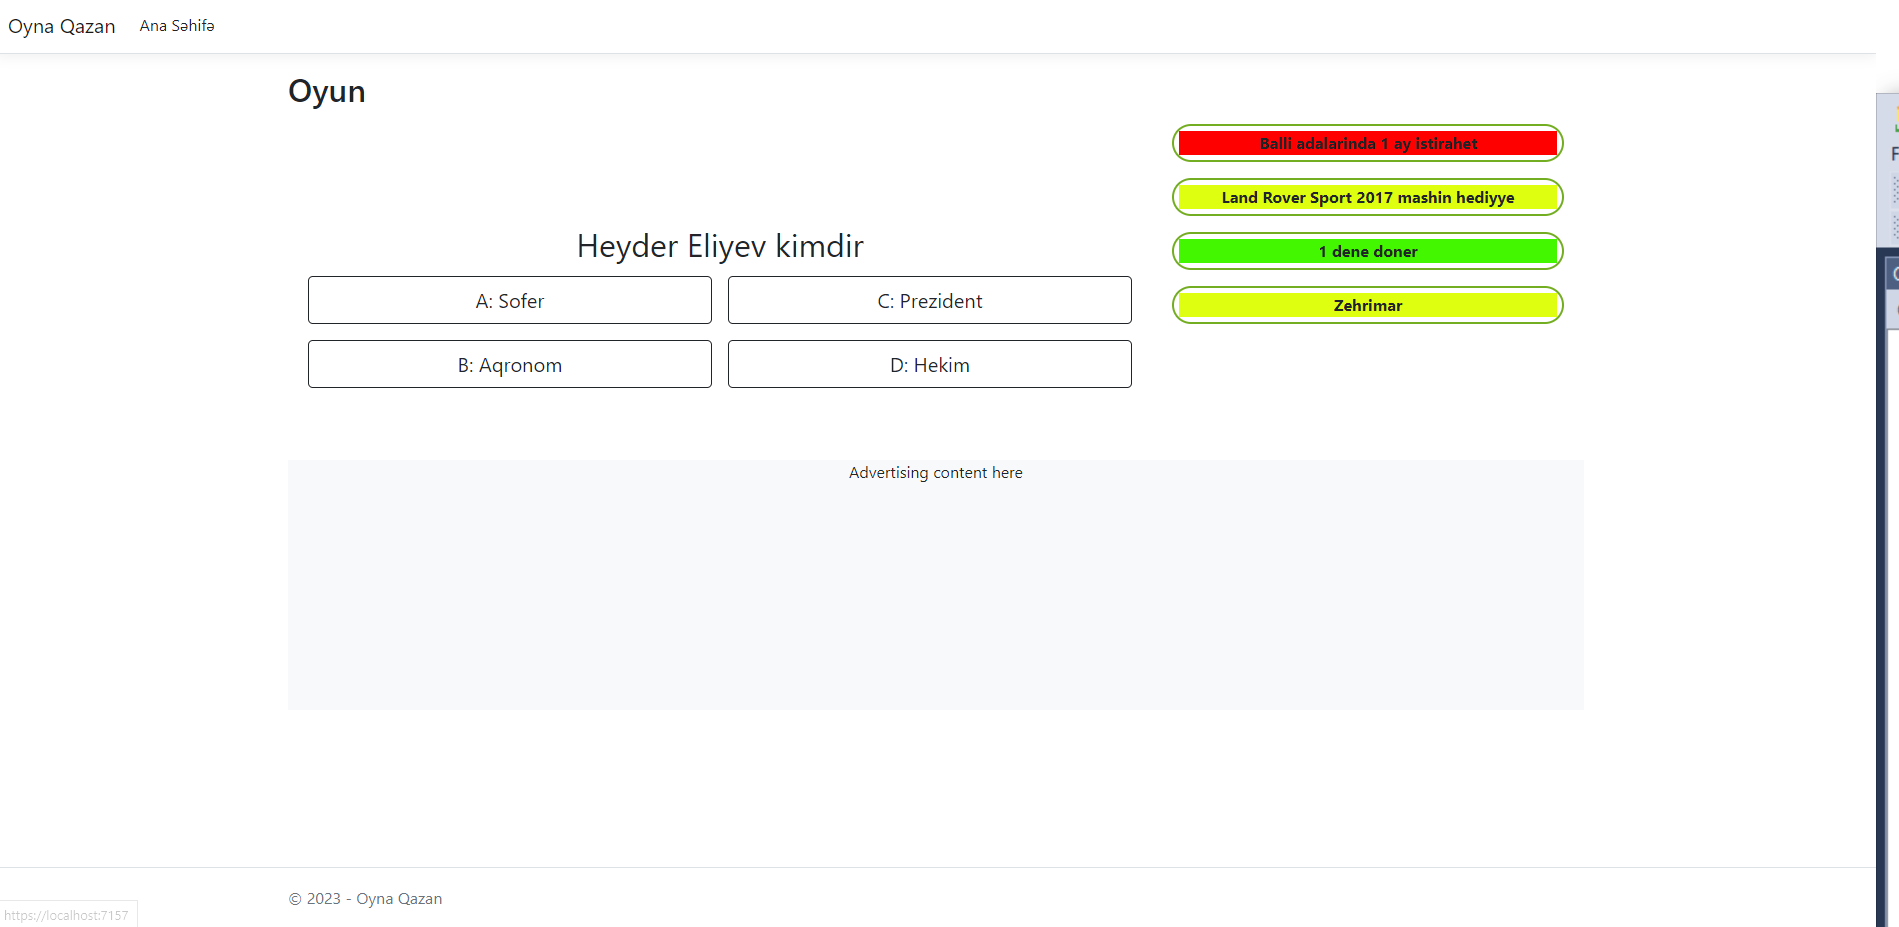 Oyna Qazan Ana Səhifə
Oyun
Balli adalarinda 1 ay istirahet
Land Rover Sport 2017 mashin hediyye
1 dene doner
Zehrimar
Heyder Eliyev kimdir
A: Sofer
C: Prezident
B: Aqronom
D: Hekim
Advertising content here
© 2023 - Oyna Qazan
https://localhost:7157